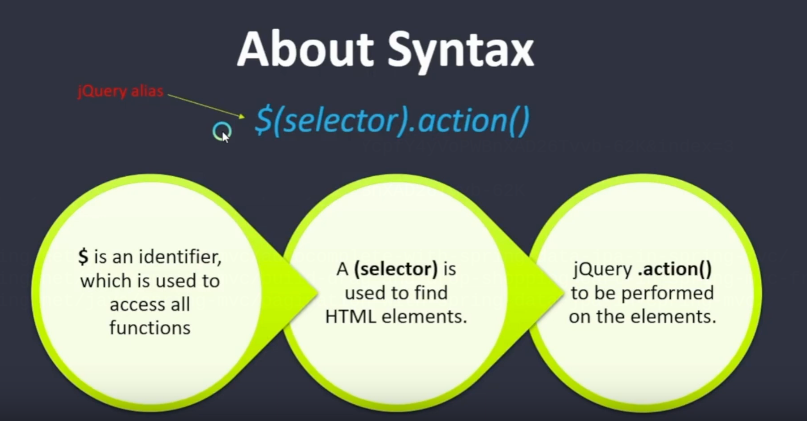 About Syntax
jQuery alias
$(selector).action()
$ is an identifier,
which is used to
access all
functions
A (selector) is
used to find
HTML elements.
jQuery .action()
to be performed
on the elements.